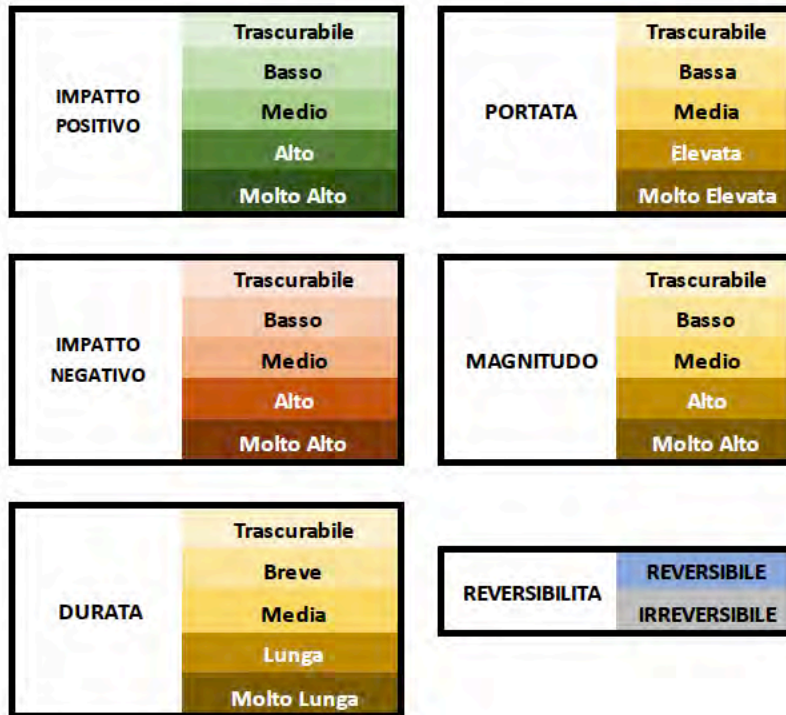 IMPATTO
POSITIVO
Trascurabile
Basso
Medio
Alto
Molto Alto
PORTATA
Trascurabile
Bassa
Media
Elevata
Molto Elevata
IMPATTO
NEGATIVO
Trascurabile
Basso
Medio
Alto
Molto Alto
MAGNITUDO
Trascurabile
Basso
Medio
Alto
Molto Alto
DURATA
Trascurabile
Breve
Media
Lunga
Molto Lunga
REVERSIBILITA
REVERSIBILE
IRREVERSIBILE